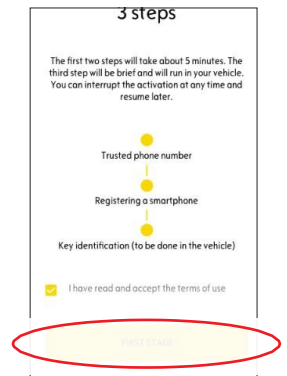 3 steps
The first two steps will take about 5 minutes. The
third step will be brief and will run in your vehicle.
You can interrupt the activation at any time and
resume later.
Trusted phone number
Registering a smartphone
Key identification (to be done in the vehicle)
I have read and accept the terms of use
FIRST STAGE